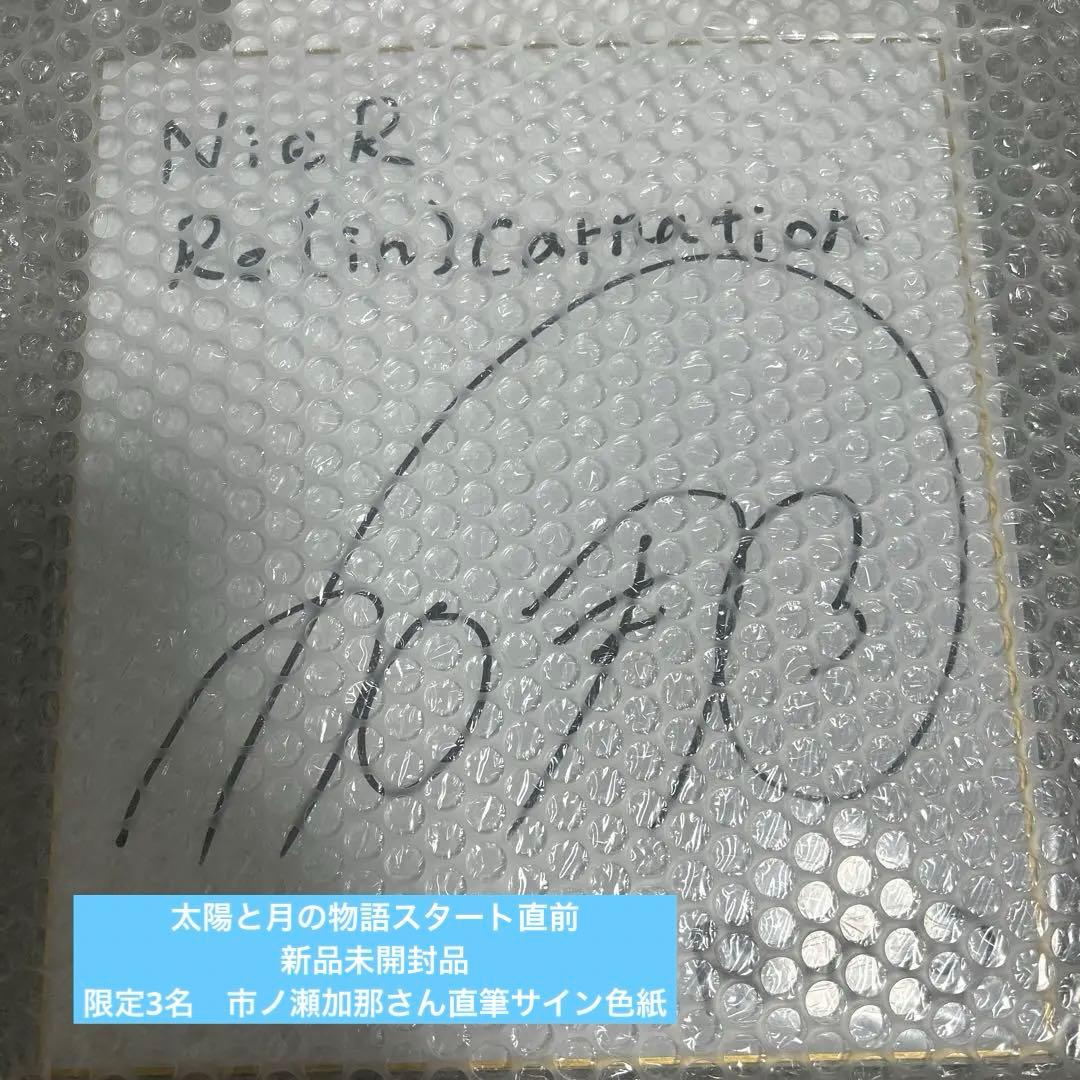 NieR
Re[in]carnation
加那
太陽と月の物語スタート直前
新品未開封品
限定3名　市ノ瀬加那さん直筆サイン色紙